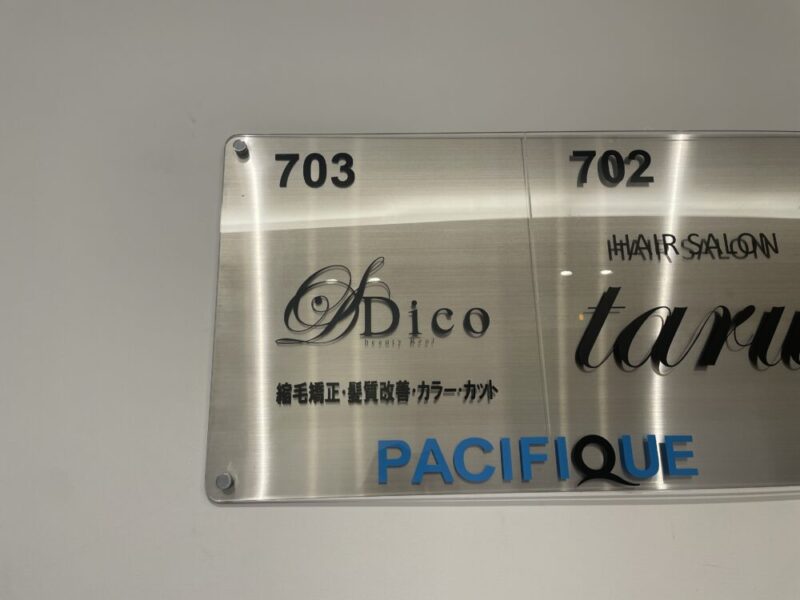 703
Dico
縮毛矯正・髪質改善・カラー・カット
702
HAIR SALON
taru
PACIFIQUE